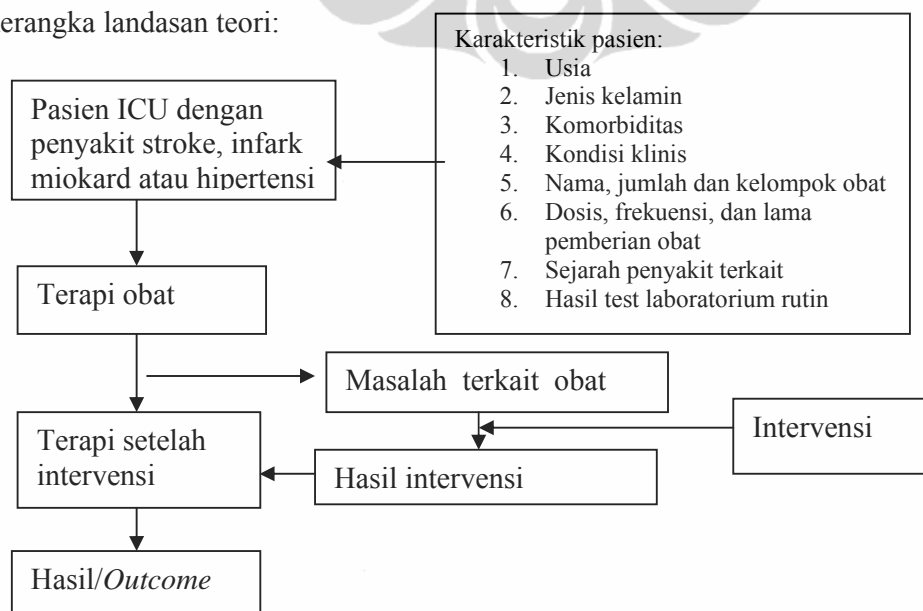 erangka landasan teori:
Karakteristik pasien:
1. Usia
2. Jenis kelamin
3. Komorbiditas
4. Kondisi klinis
5. Nama, jumlah dan kelompok obat
6. Dosis, frekuensi, dan lama
pemberian obat
7. Sejarah penyakit terkait
8. Hasil test laboratorium rutin
Pasien ICU dengan
penyakit stroke, infark
miokard atau hipertensi
Terapi obat
Masalah terkait obat
Intervensi
Terapi setelah
intervensi
Hasil intervensi
Hasil/Outcome